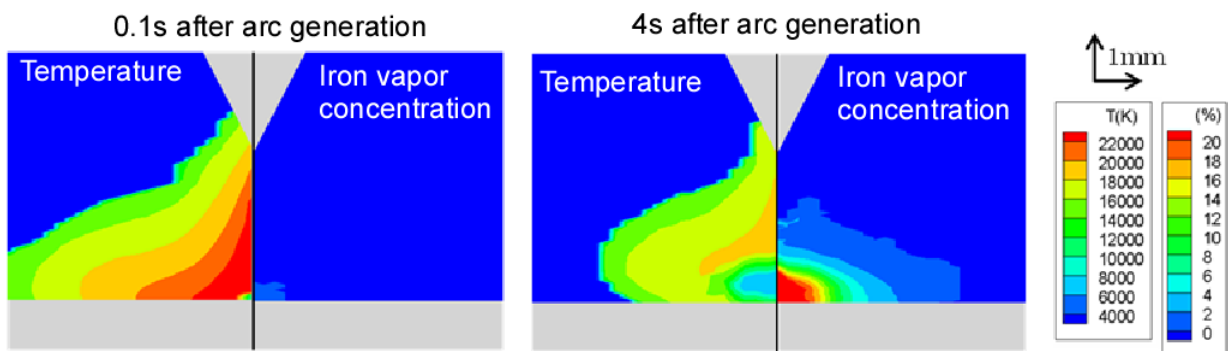 0.1s after arc generation
4s after arc generation
Temperature
Iron vapor
concentration
Temperature
Iron vapor
concentration
1mm
T(K)
22000
20000
18000
16000
14000
12000
10000
8000
6000
4000
(%)
20
18
16
14
12
10
8
6
4
2
0